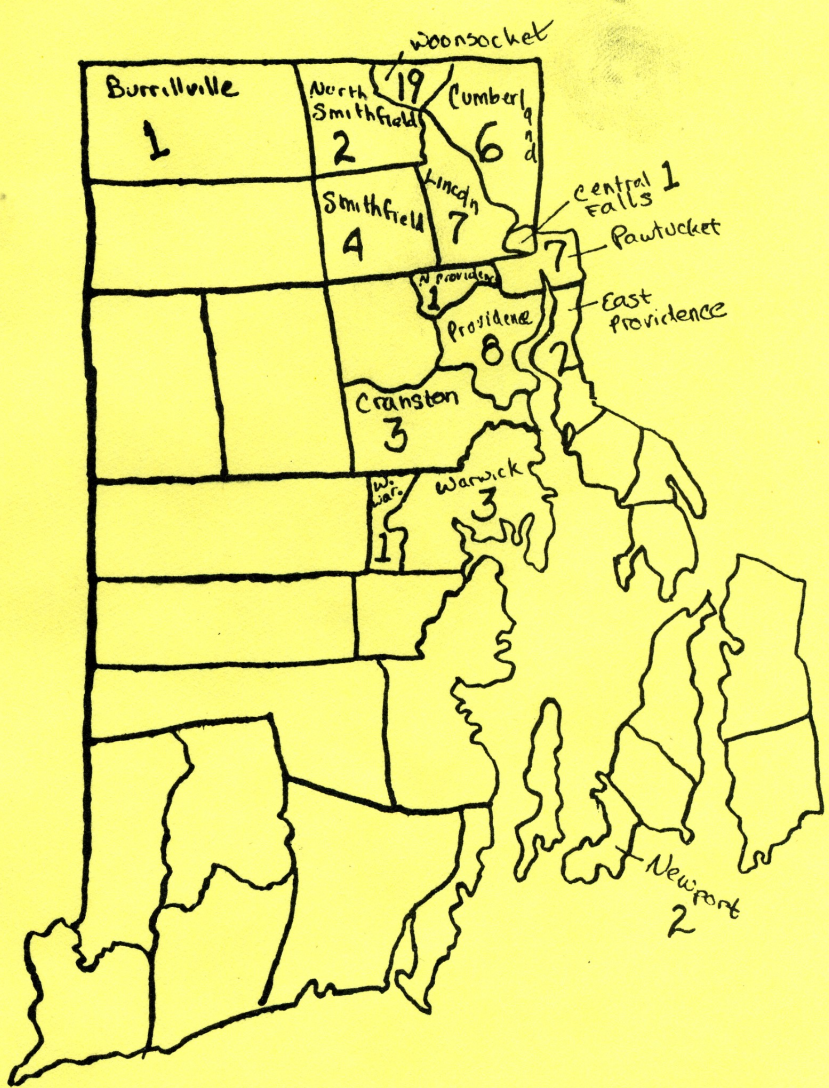 Woonsocket
Burrillville
1
North
Smithfield
2
19
Cumberland
6
Smithfield
4
Lincoln
7
Central 1
Falls
7
Pawtucket
N Providence
1
East
Providence
2
Providence
8
Cranston
3
W.
War.
1
Warwick
3
Newport
2